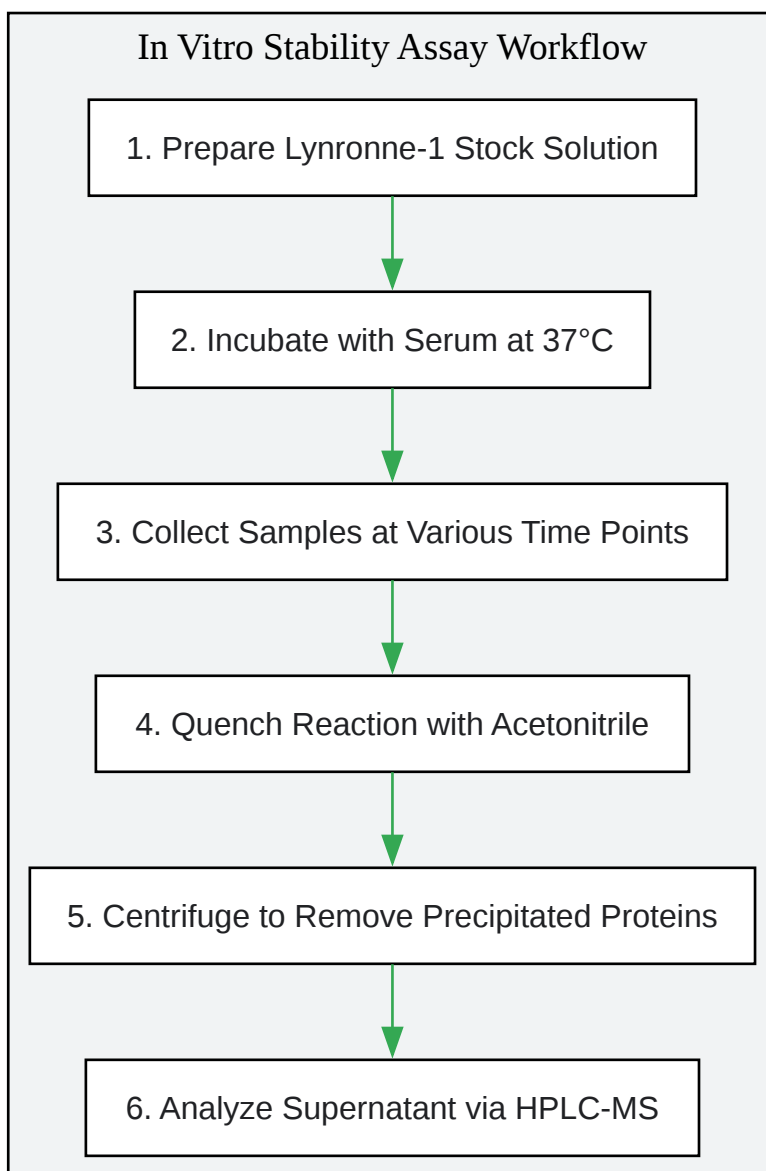 In Vitro Stability Assay Workflow
1. Prepare Lynronne-1 Stock Solution
2. Incubate with Serum at 37°C
3. Collect Samples at Various Time Points
4. Quench Reaction with Acetonitrile
5. Centrifuge to Remove Precipitated Proteins
6. Analyze Supernatant via HPLC-MS